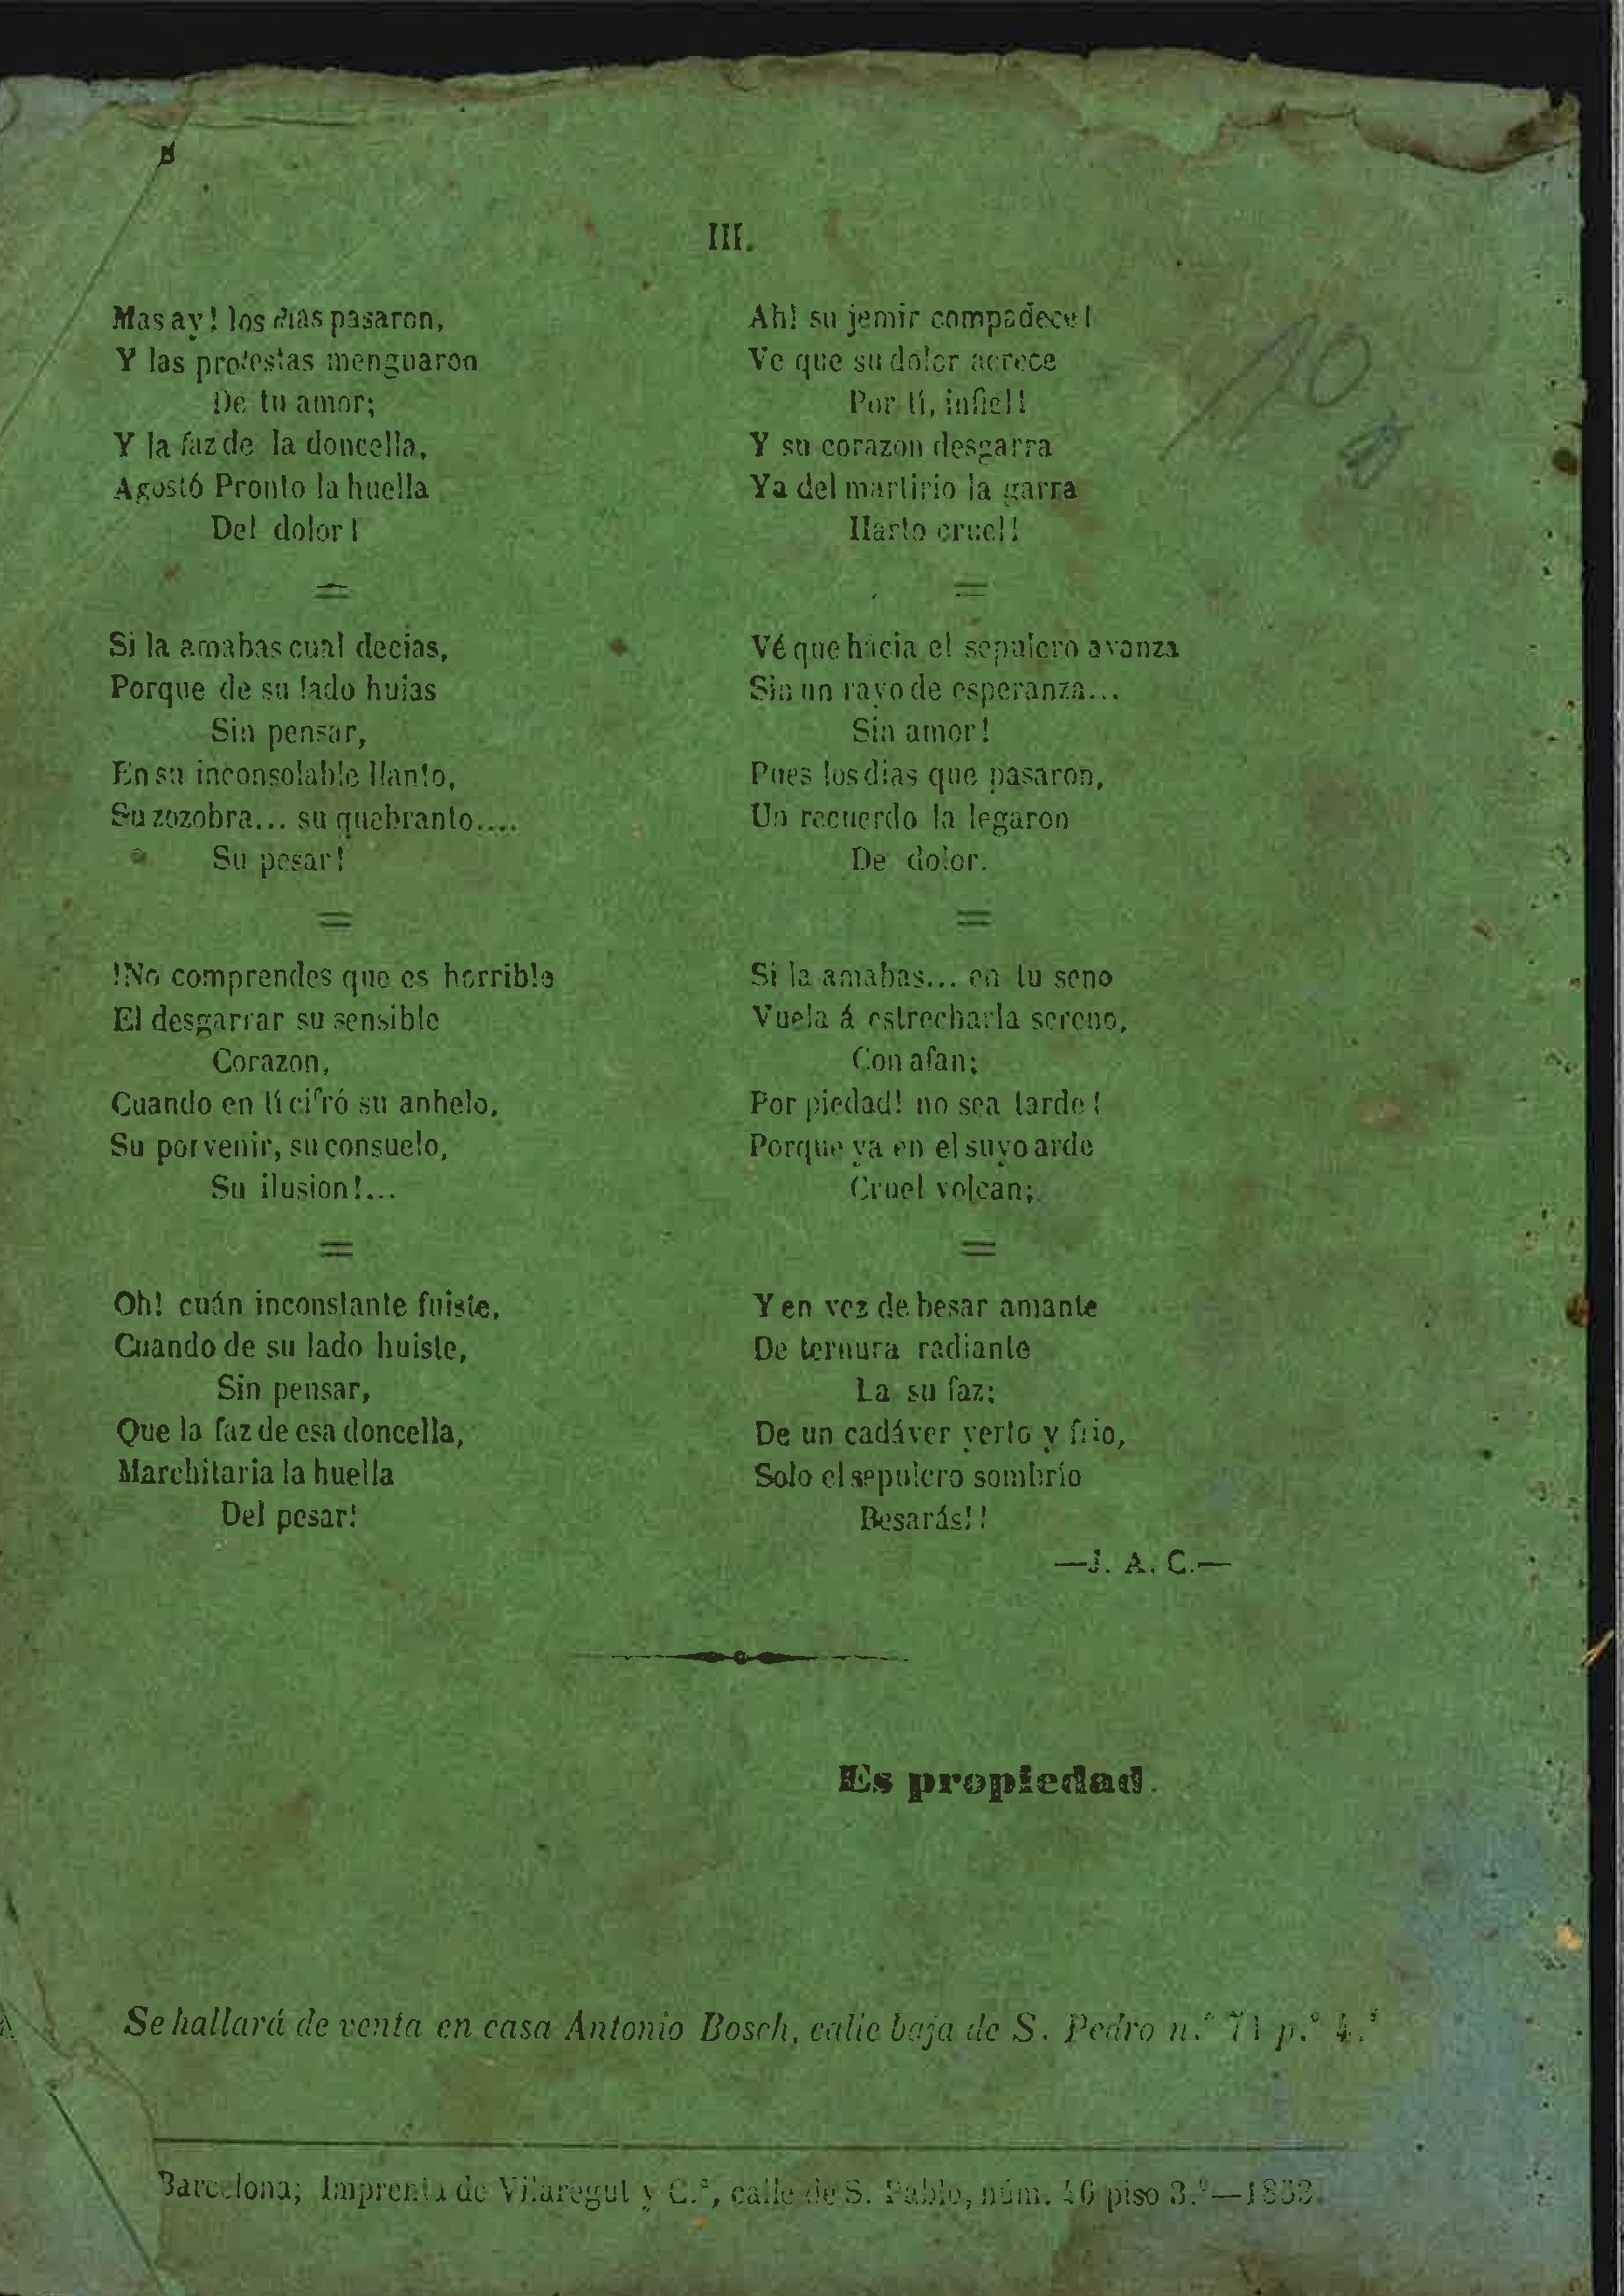 III.
Mas ay! los dias pasaron,
Y las protestas menguaron
De tu amor;
Y la faz de la doncella,
Agostó Pronto la huella
Del dolor!
=
Si la amabas cual decias,
Porque de su lado huias
Sin pensar,
En su inconsolable llanto,
Su zozobra... su quebranto....
Su pesar!
=
!No comprendes que es horrible
El desgarrar su sensible
Corazon,
Cuando en tí cifró su anhelo,
Su porvenir, su consuelo,
Su ilusion!...
=
Oh! cuán inconstante fuiste,
Cuando de su lado huiste,
Sin pensar,
Que la faz de esa doncella,
Marchitaria la huella
Del pesar!
Ah! su jemir compadece!
Ve que su dolor acrece
Por tí, infiel!
Y su corazon desgarra
Ya del martirio la garra
Harto cruel!
=
Vé que hácia el sepulcro avanza
Sin un rayo de esperanza...
Sin amor!
Pues los dias que pasaron,
Un recuerdo la legaron
De dolor.
=
Si la amabas... en tu seno
Vuela á estrecharla sereno,
Con afan;
Por piedad! no sea tarde!
Porque ya en el suyo arde
Cruel volcan;
=
Y en vez de besar amante
De ternura radiante
La su faz;
De un cadáver yerto y frio,
Solo el sepulcro sombrío
Besarás!!
—J. A. C.—
Es propiedad.
Se hallará de venta en casa Antonio Bosch, calle baja de S. Pedro n.º 71 p.º 4.º
Barcelona; Imprenta de Vilaregut y C.ª, calle de S. Pablo, núm. 46 piso 3.º—